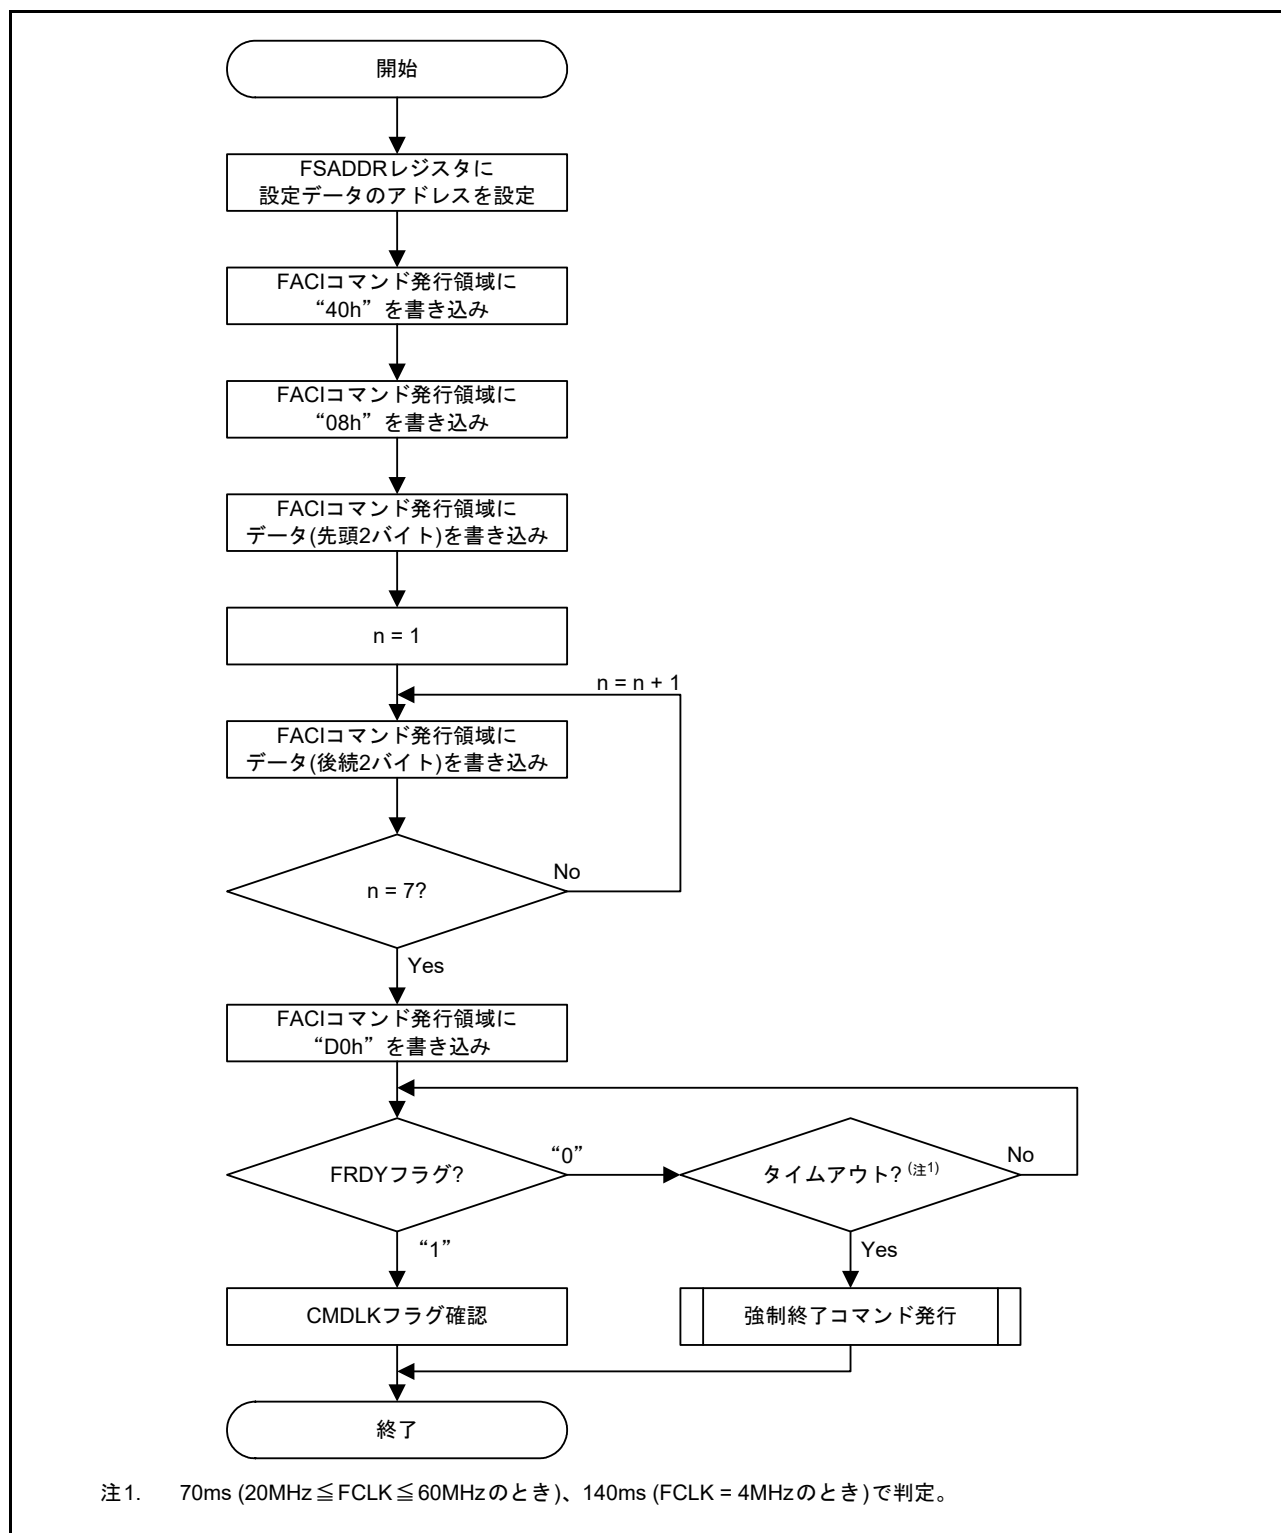 開始
FSADDRレジスタに
設定データのアドレスを設定
FACIコマンド発行領域に
“40h”を書き込み
FACIコマンド発行領域に
“08h”を書き込み
FACIコマンド発行領域に
データ(先頭2バイト)を書き込み
n = 1
n = n + 1
FACIコマンド発行領域に
データ(後続2バイト)を書き込み
n = 7?
No
Yes
FACIコマンド発行領域に
“D0h”を書き込み
FRDYフラグ?
“0”
タイムアウト? (注1)
No
“1”
Yes
CMDLKフラグ確認
強制終了コマンド発行
終了
注1. 70ms (20MHz≦FCLK≦60MHzのとき)、140ms (FCLK = 4MHzのとき)で判定。